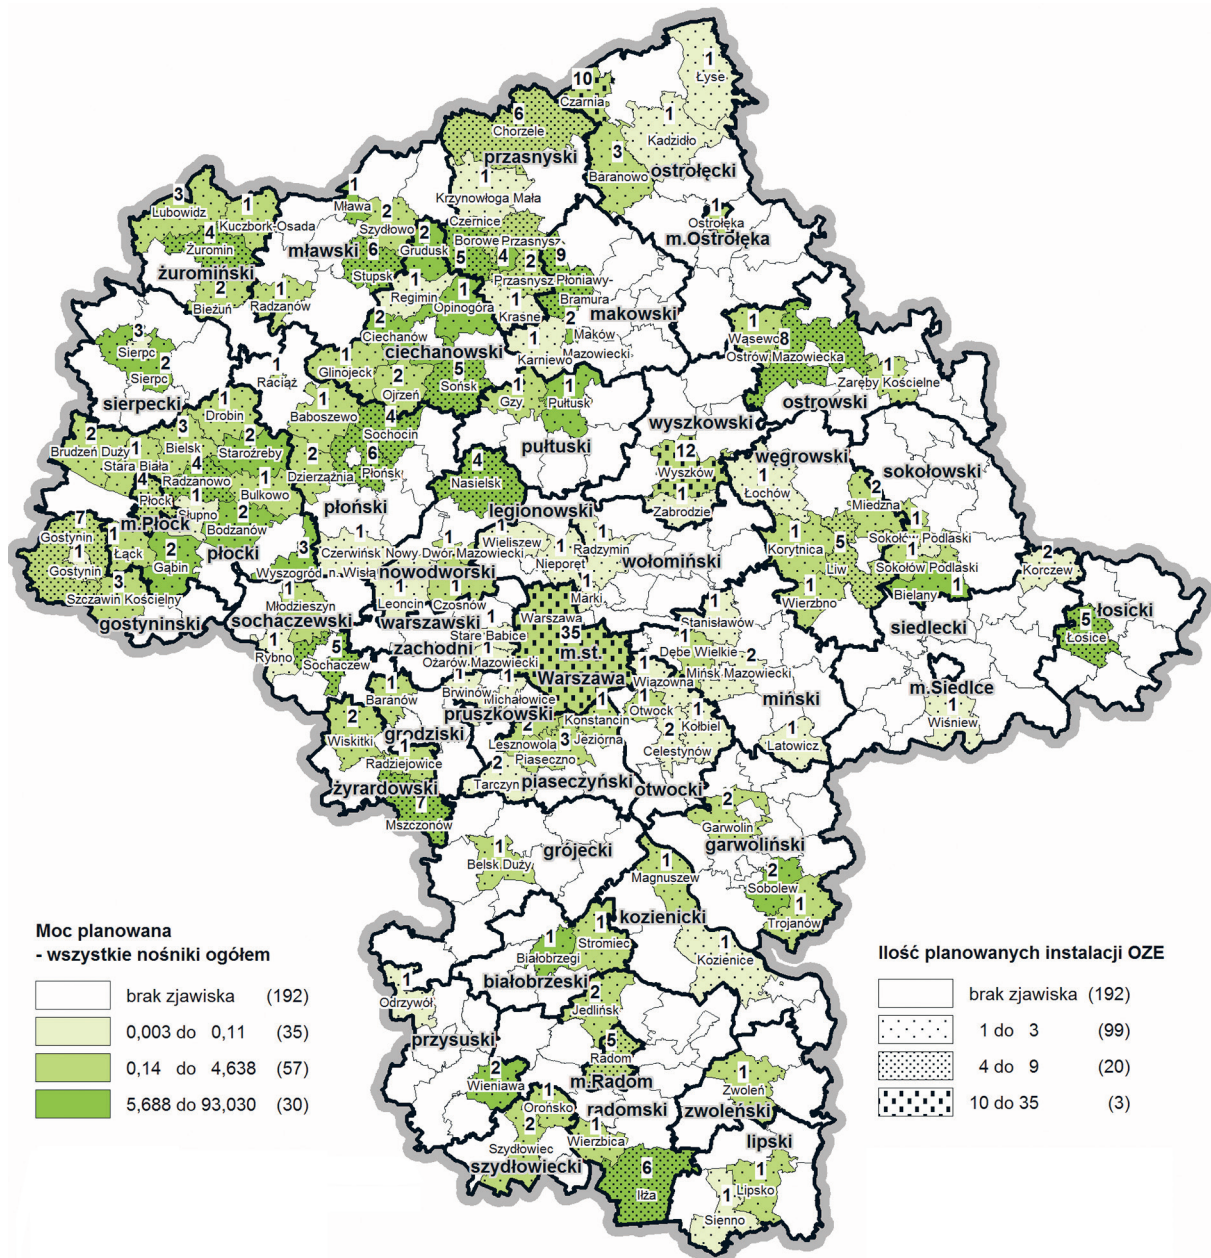 1
Łyse
10
Czarnia
1
Kadzidło
6
Chorzele
przasnyski
3
Baranowo
ostrołęcki
1
Krzynowłoga Mała
1
Ostrołęka
m.Ostrołęka
3
Lubowidz
1
Kuczbork-Osada
4
Żuromin
żuromiński
2
Bieżuń
1
Mława
2
Szydłowo
mławski
6
Stupsk
2
Grudusk
1
Radzanów
Czernice
Borowe
5
Przasnysz
4
2
Przasnysz
9
Płoniawy-
Bramura
makowski
1
Regimin
1
Opinogóra
1
Krasne
2
Maków
Mazowiecki
1
Karniewo
2
Ciechanów
ciechanowski
1
Glinojeck
2
Ojrzeń
5
Sońsk
1
Gzy
1
Pułtusk
pułtuski
1
Wąsewo
8
Ostrów Mazowiecka
1
Zaręby Kościelne
ostrowski
3
Sierpc
2
Sierpc
sierpecki
1
Raciąż
1
Drobin
1
Baboszewo
4
Sochocin
6
Płońsk
2
Dzierzążnia
płoński
4
Nasielsk
legionowski
wyszkowski
12
Wyszków
1
Zabrodzie
węgrowski
1
Łochów
sokołowski
2
Miedzna
1
Sokołów Podlaski
1
Sokołów Podlaski
1
Bielany
2
Korczew
1
Korytnica
5
Liw
1
Wierzbno
2
Brudzeń Duży
1
Stara Biała
3
Bielsk
2
Staroźreby
4
Radzanowo
4
Płock
m.Płock
1
Słupno
1
Bulkowo
2
Bodzanów
płocki
7
Gostynin
1
Gostynin
1
Łąck
2
Gąbin
3
Szczawin Kościelny
gostyninski
3
Wyszogród
1
Czerwińsk
n. Wisłą
1
Nowy Dwór Mazowiecki
nowodworski
1
Leoncin
1
Czosnów
1
Wieliszew
1
Nieporęt
1
Radzymin
wołomiński
1
Marki
1
Młodzieszyn
sochaczewski
1
Rybno
5
Sochaczew
warszawski
zachodni
1
Stare Babice
1
Ożarów Mazowiecki
Warszawa
35
m.st.
Warszawa
1
Stanisławów
1
Dębe Wielkie
2
Mińsk Mazowiecki
miński
1
Latowicz
siedlecki
m.Siedlce
1
Wiśniew
łosicki
5
Łosice
1
Wiązowna
1
Otwock
1
Kołbiel
2
Celestynów
otwocki
1
Baranów
1
Brwinów
1
Michałowice
pruszkowski
grodziski
1
Konstancin
Jeziorna
2
Lesznowola
3
Piaseczno
2
Tarczyn
piaseczyński
2
Wiskitki
1
Radziejowice
żyrardowski
7
Mszczonów
grójecki
1
Belsk Duży
2
Garwolin
garwoliński
2
Sobolew
1
Trojanów
1
Magnuszew
kozienicki
1
Kozienice
1
Białobrzegi
1
Stromiec
białobrzeski
1
Odrzywół
przysuski
2
Wieniawa
2
Jedlińsk
5
Radom
m.Radom
radomski
1
Zwoleń
zwoleński
1
Orońsko
2
Szydłowiec
szydłowiecki
1
Wierzbica
6
Iłża
lipski
1
Lipsko
1
Sienno
Moc planowana
- wszystkie nośniki ogółem
brak zjawiska (192)
0,003 do 0,11 (35)
0,14 do 4,638 (57)
5,688 do 93,030 (30)
Ilość planowanych instalacji OZE
brak zjawiska (192)
1 do 3 (99)
4 do 9 (20)
10 do 35 (3)